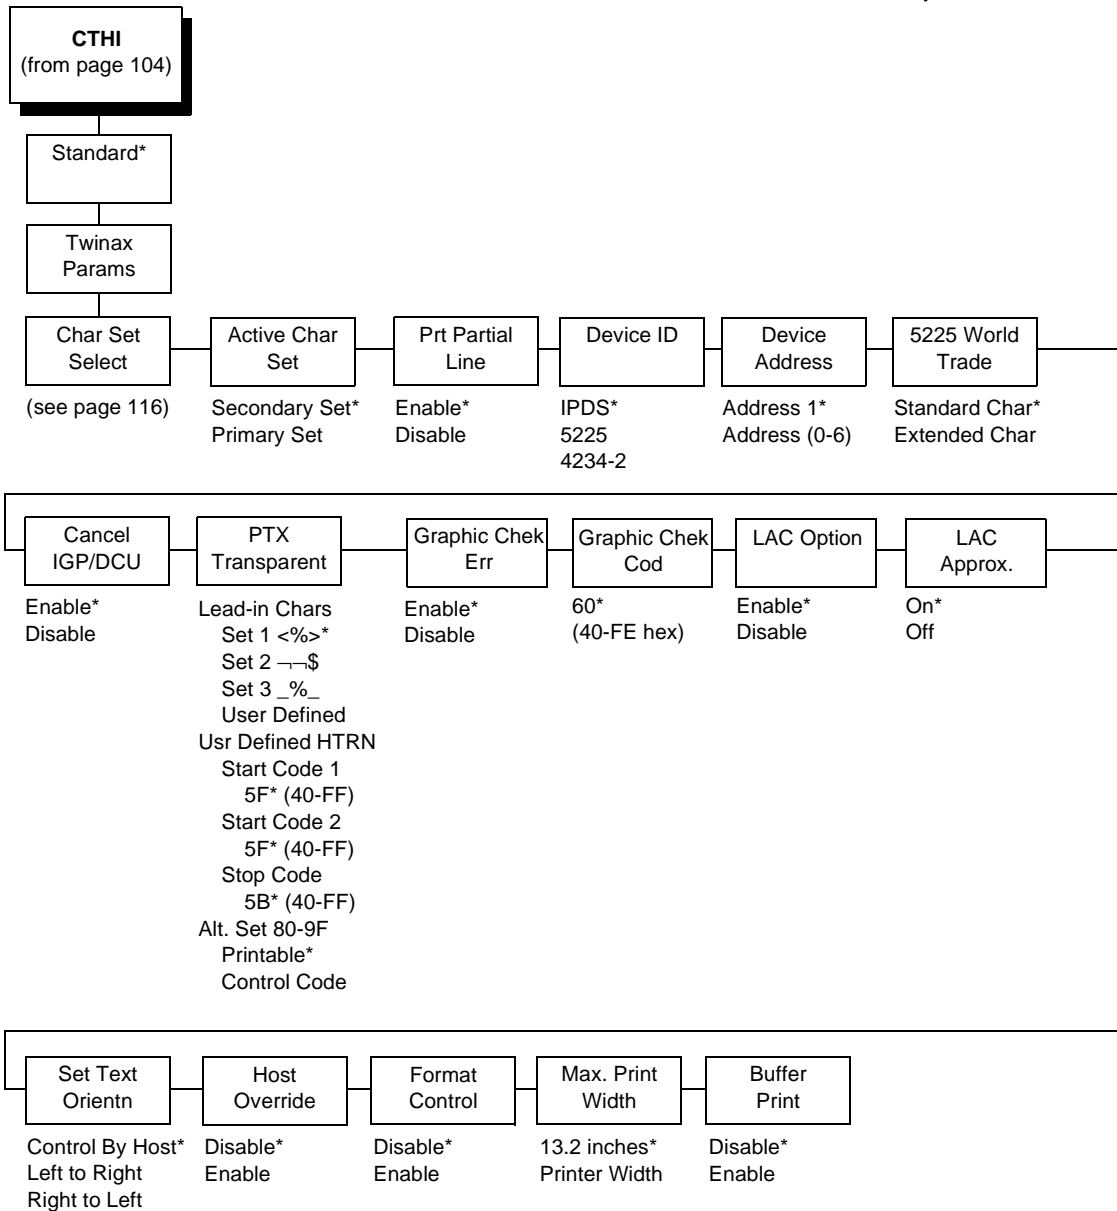 CTHI
(from page 104)
Standard*
Twinax
Params
Char Set
Select
(see page 116)
Active Char
Set
Secondary Set*
Primary Set
Prt Partial
Line
Enable*
Disable
Device ID
IPDS*
5225
4234-2
Device
Address
Address 1*
Address (0-6)
5225 World
Trade
Standard Char*
Extended Char
Cancel
IGP/DCU
Enable*
Disable
PTX
Transparent
Lead-in Chars
Set 1 <%>*
Set 2 ¬¬$
Set 3 _%_
User Defined
Usr Defined HTRN
Start Code 1
5F* (40-FF)
Start Code 2
5F* (40-FF)
Stop Code
5B* (40-FF)
Alt. Set 80-9F
Printable*
Control Code
Graphic Chek
Err
Enable*
Disable
Graphic Chek
Cod
60*
(40-FE hex)
LAC Option
Enable*
Disable
LAC
Approx.
On*
Off
Set Text
Orientn
Control By Host*
Left to Right
Right to Left
Host
Override
Disable*
Enable
Format
Control
Disable*
Enable
Max. Print
Width
13.2 inches*
Printer Width
Buffer
Print
Disable*
Enable